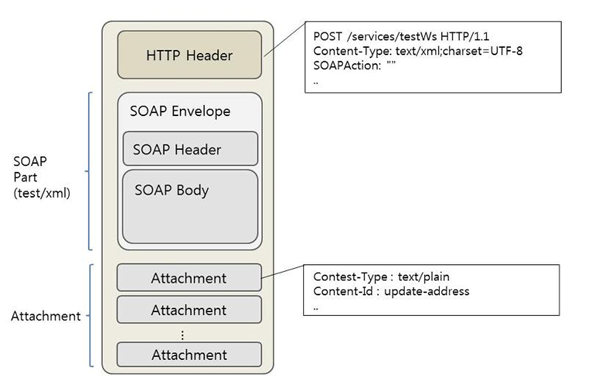 HTTP Header
POST /services/testWs HTTP/1.1
Content-Type: text/xml;charset=UTF-8
SOAPAction: ""
..
SOAP Envelope
SOAP Header
SOAP Body
SOAP
Part
(test/xml)
Attachment
Contest-Type : text/plain
Content-Id : update-address
..
Attachment
Attachment
Attachment